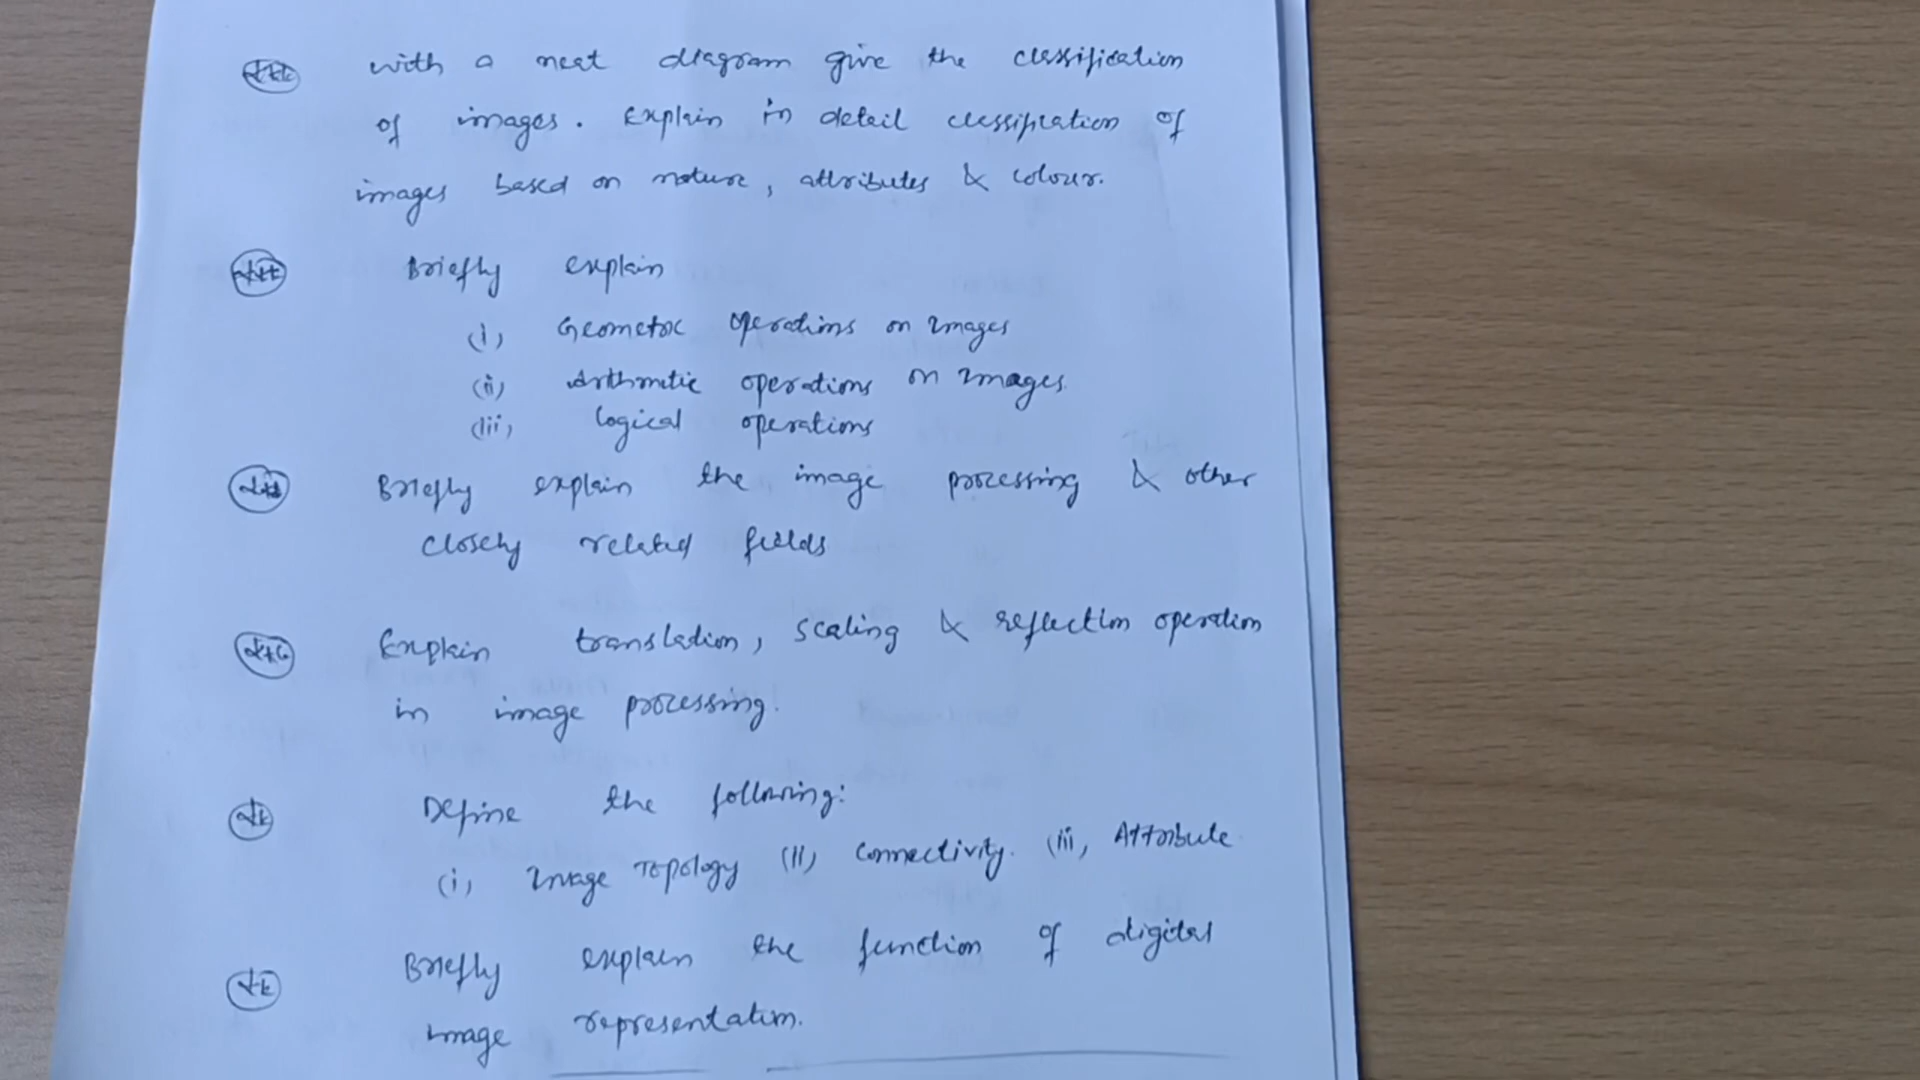 with a neat diagram give the classification
of images. Explain in detail classification of
images based on nature, attributes & colour.
Briefly explain
(i) Geometric operations on images
(ii) Arithmetic operations on images
(iii) logical operations
Briefly explain the image processing & other
closely related fields
Explain translation, scaling & reflection operation
in image processing.
Define the following:
(i) Image Topology (ii) Connectivity. (iii) Attribute
Briefly explain the function of digital
image representation.